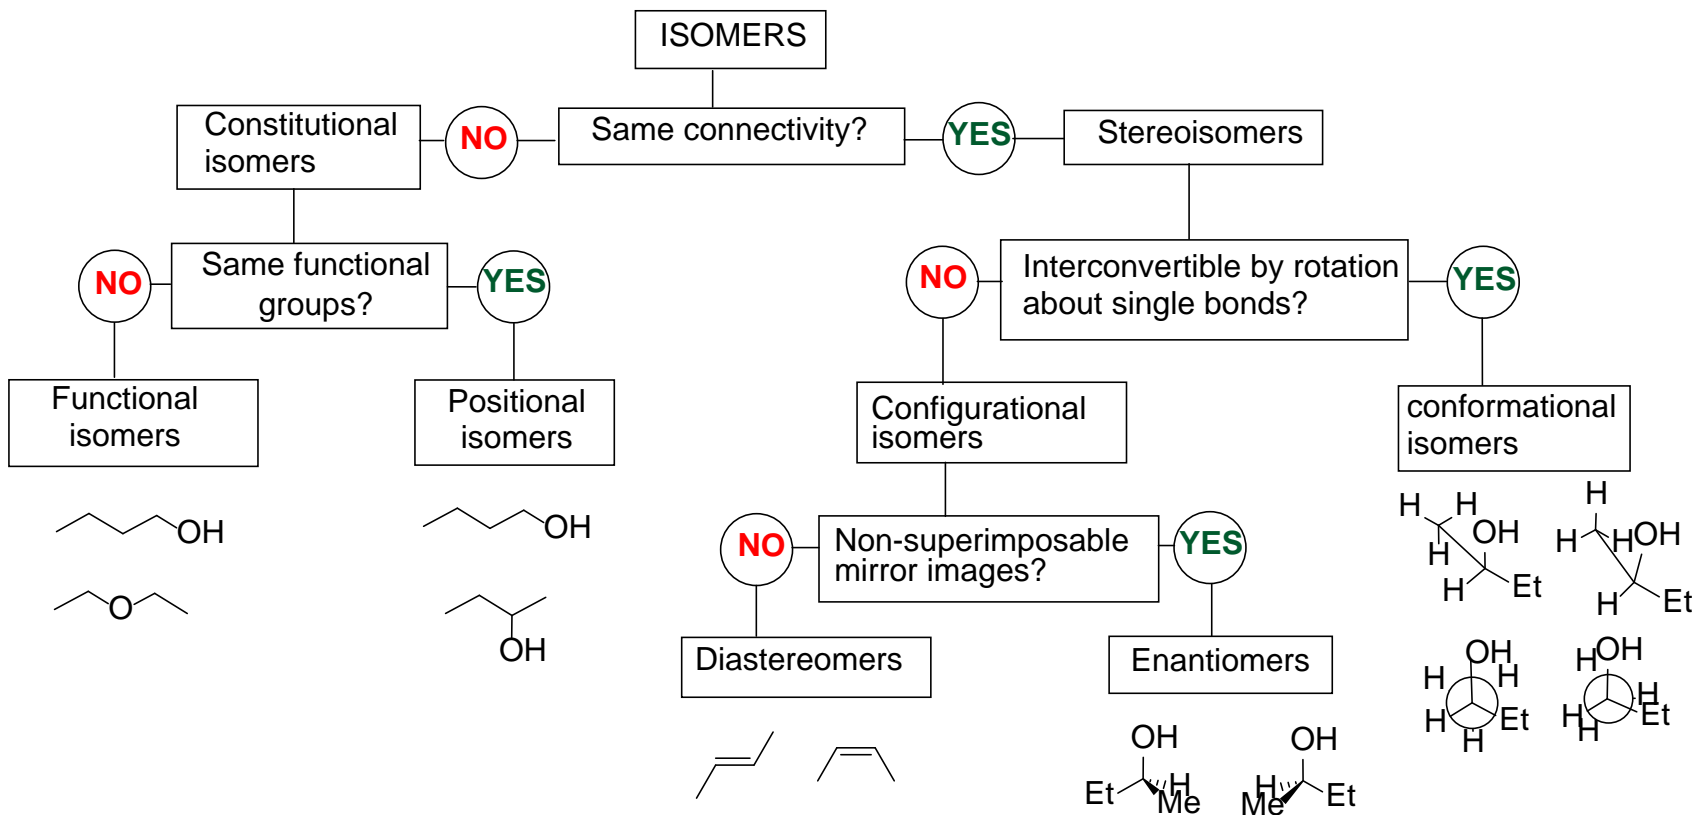 ISOMERS
Constitutional
isomers
NO
Same connectivity?
YES
Stereoisomers
NO
Same functional
groups?
YES
NO
Interconvertible by rotation
about single bonds?
YES
Functional
isomers
Positional
isomers
Configurational
isomers
conformational
isomers
OH
O
OH
OH
NO
Non-superimposable
mirror images?
YES
H H
OH
H
H Et
H
H H OH
H Et
Diastereomers
Enantiomers
OH
H H
H Et
H
H OH
H
H Et
H
OH
Et H
Me
OH
H
Me Et